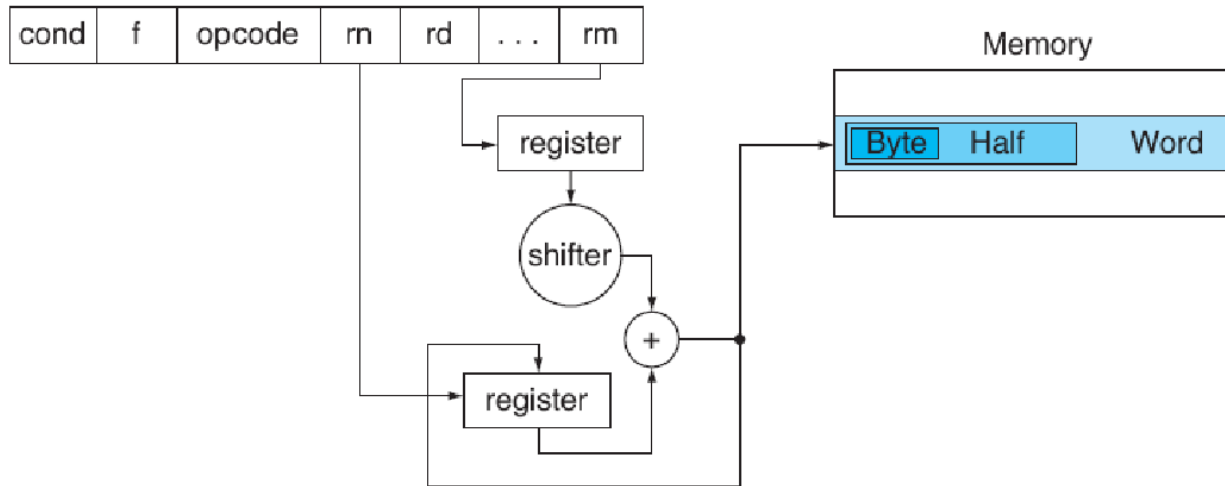 cond f opcode rn rd . . . rm
Memory
register
Byte Half Word
shifter
+
register